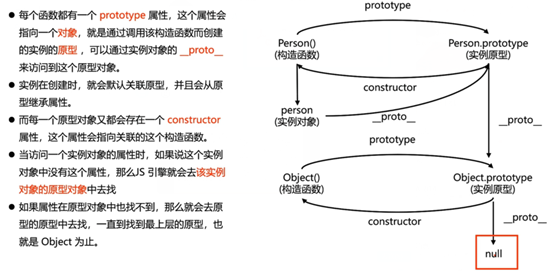 每个函数都有一个 prototype 属性，这个属性会
指向一个对象，就是通过调用该构造函数而创建
的实例的原型 ，可以通过实例对象的 __proto__
来访问到这个原型对象。
实例在创建时，就会默认关联原型，并且会从原
型继承属性。
而每一个原型对象又都会存在一个 constructor
属性，这个属性会指向关联的这个构造函数。
当访问一个实例对象的属性时，如果说这个实例
对象中没有这个属性，那么JS 引擎就会去该实例
对象的原型对象中去找
如果属性在原型对象中也找不到，那么就会去原
型的原型中去找，一直到找到最上层的原型，也
就是 Object 为止。
prototype
Person()
(构造函数)
Person.prototype
(实例原型)
constructor
person
(实例对象)
__proto__
__proto__
prototype
Object()
(构造函数)
Object.prototype
(实例原型)
constructor
__proto__
null